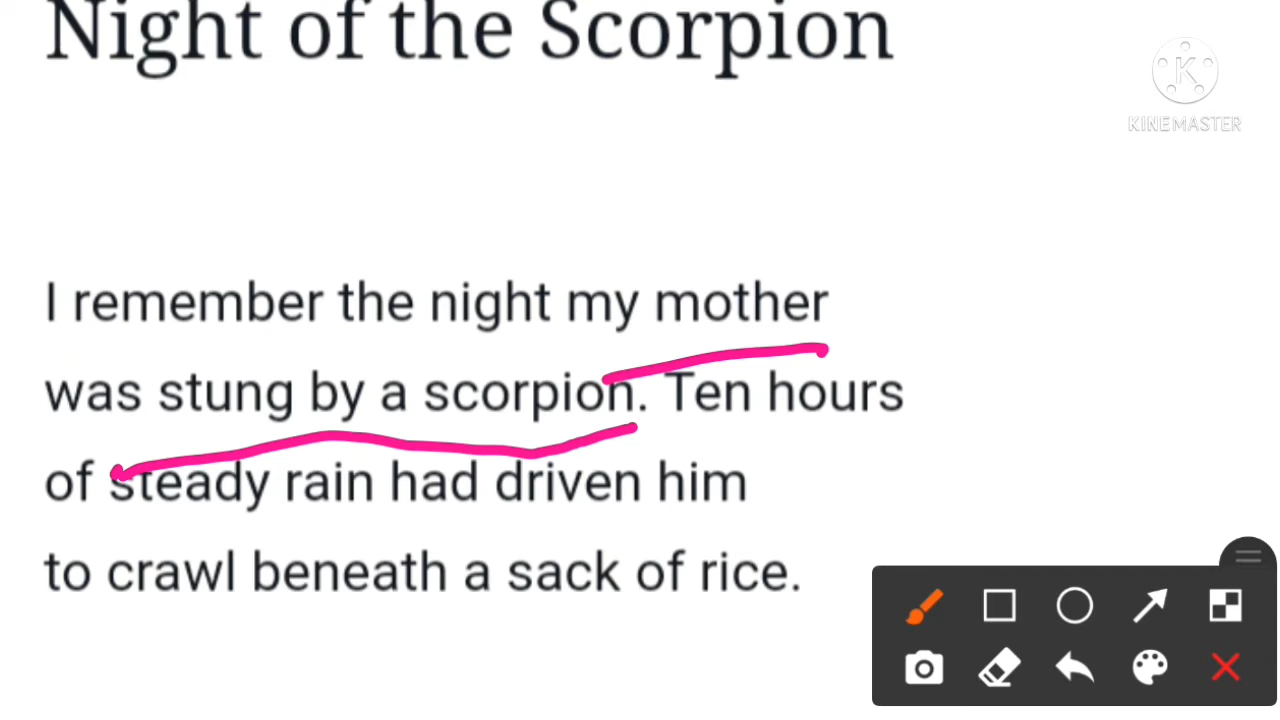 Night of the Scorpion
KINEMASTER
I remember the night my mother
was stung by a scorpion. Ten hours
of steady rain had driven him
to crawl beneath a sack of rice.